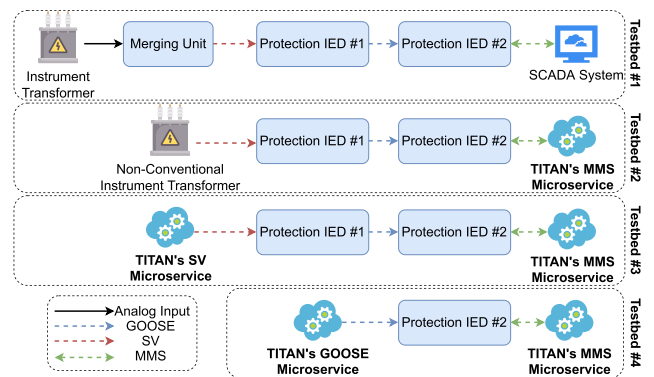 Merging Unit
Protection IED #1
Protection IED #2
Instrument
Transformer
SCADA System
Testbed #1
Protection IED #1
Protection IED #2
Non-Conventional
Instrument Transformer
TITAN's MMS
Microservice
Testbed #2
Protection IED #1
Protection IED #2
TITAN's SV
Microservice
TITAN's MMS
Microservice
Testbed #3
Analog Input
GOOSE
SV
MMS
Protection IED #2
TITAN's GOOSE
Microservice
TITAN's MMS
Microservice
Testbed #4